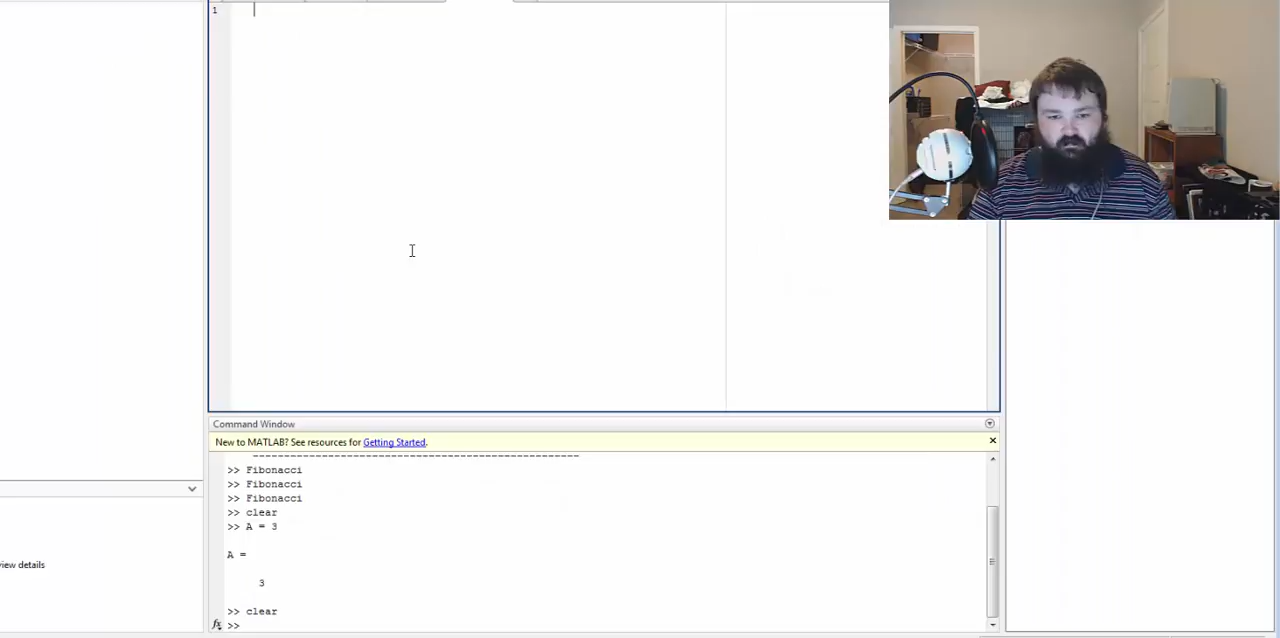 1
Command Window
New to MATLAB? See resources for Getting Started.
>> Fibonacci
>> Fibonacci
>> Fibonacci
>> clear
>> A = 3
A =
3
>> clear
fx >>
view details